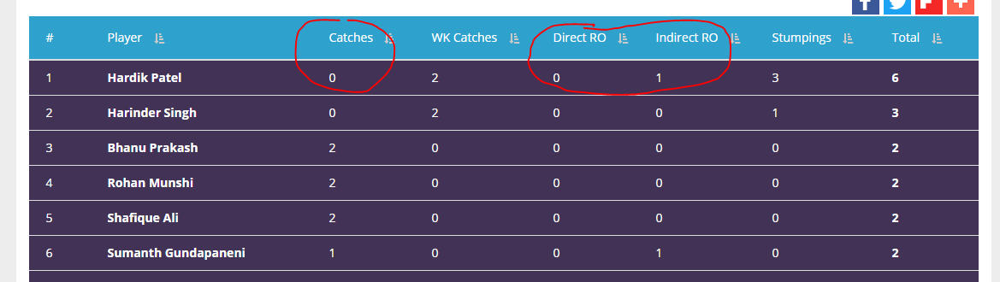 # Player Catches WK Catches Direct RO Indirect RO Stumpings Total
1 Hardik Patel 0 2 0 1 3 6
2 Harinder Singh 0 2 0 0 1 3
3 Bhanu Prakash 2 0 0 0 0 2
4 Rohan Munshi 2 0 0 0 0 2
5 Shafique Ali 2 0 0 0 0 2
6 Sumanth Gundapaneni 1 0 0 1 0 2